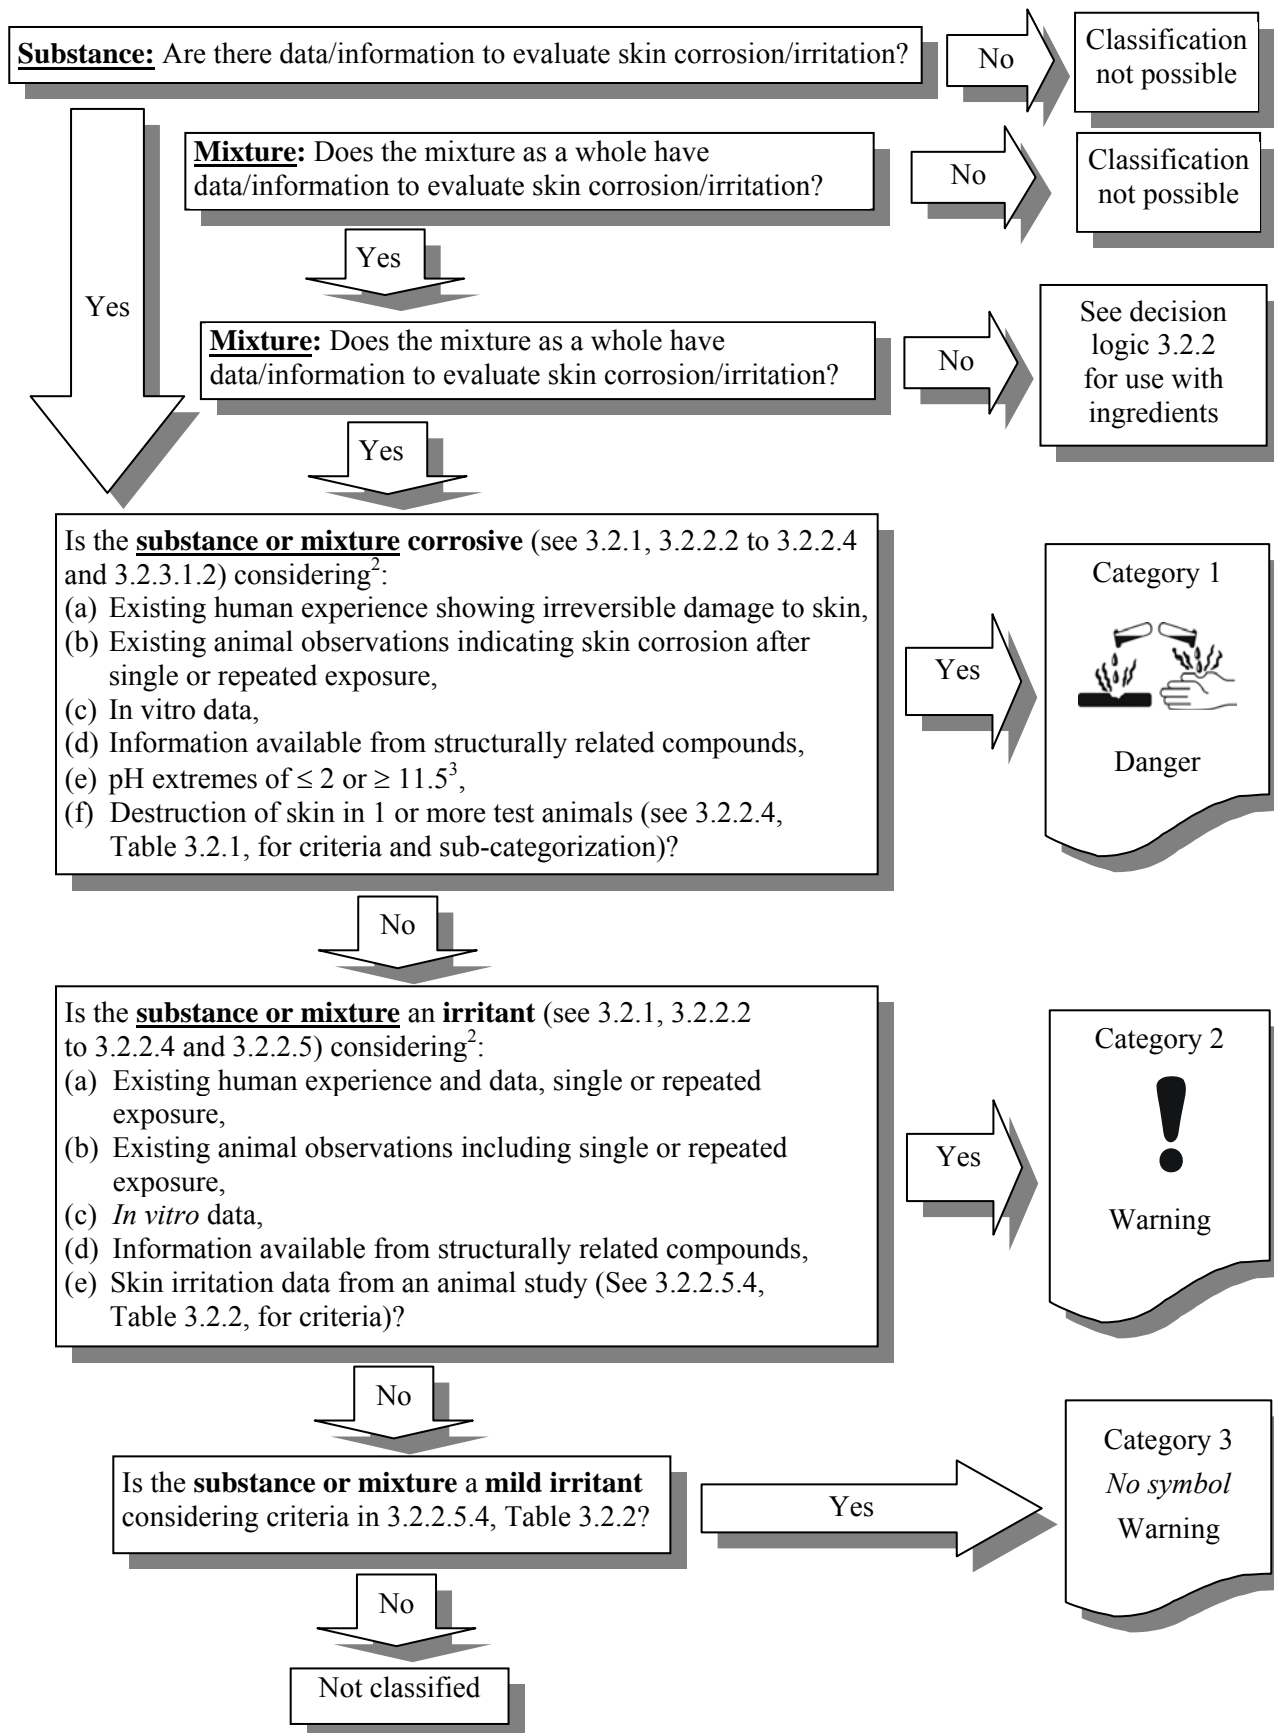 Substance: Are there data/information to evaluate skin corrosion/irritation?
No
Classification
not possible
Mixture: Does the mixture as a whole have
data/information to evaluate skin corrosion/irritation?
No
Classification
not possible
Yes
Yes
Mixture: Does the mixture as a whole have
data/information to evaluate skin corrosion/irritation?
No
See decision
logic 3.2.2
for use with
ingredients
Yes
Is the substance or mixture corrosive (see 3.2.1, 3.2.2.2 to 3.2.2.4
and 3.2.3.1.2) considering²:
(a) Existing human experience showing irreversible damage to skin,
(b) Existing animal observations indicating skin corrosion after
single or repeated exposure,
(c) In vitro data,
(d) Information available from structurally related compounds,
(e) pH extremes of ≤ 2 or ≥ 11.5³,
(f) Destruction of skin in 1 or more test animals (see 3.2.2.4,
Table 3.2.1, for criteria and sub-categorization)?
Yes
Category 1
Danger
No
Is the substance or mixture an irritant (see 3.2.1, 3.2.2.2
to 3.2.2.4 and 3.2.2.5) considering²:
(a) Existing human experience and data, single or repeated
exposure,
(b) Existing animal observations including single or repeated
exposure,
(c) In vitro data,
(d) Information available from structurally related compounds,
(e) Skin irritation data from an animal study (See 3.2.2.5.4,
Table 3.2.2, for criteria)?
Yes
Category 2
Warning
No
Is the substance or mixture a mild irritant
considering criteria in 3.2.2.5.4, Table 3.2.2?
Yes
Category 3
No symbol
Warning
No
Not classified